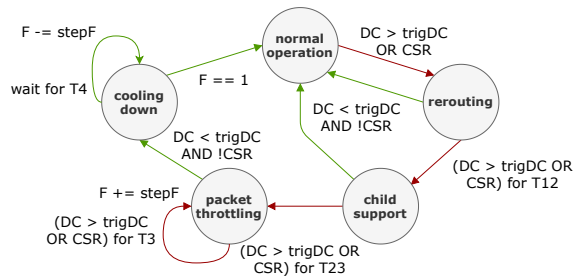 F -= stepF
wait for T4
cooling
down
F == 1
normal
operation
DC > trigDC
OR CSR
rerouting
DC < trigDC
AND !CSR
(DC > trigDC OR
CSR) for T12
child
support
(DC > trigDC OR
CSR) for T23
packet
throttling
F += stepF
(DC > trigDC
OR CSR) for T3
DC < trigDC
AND !CSR